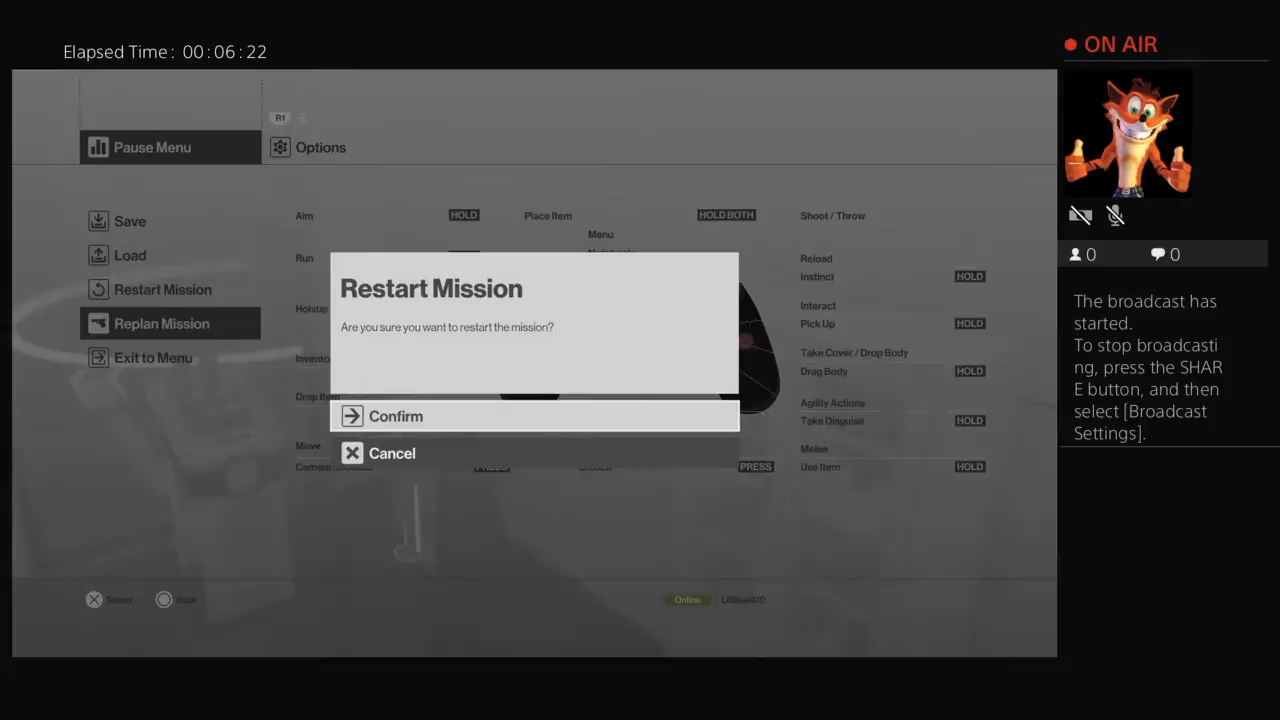 Elapsed Time: 00:06:22
ON AIR
R1
Pause Menu
Options
Save
Load
Restart Mission
Replan Mission
Exit to Menu
Aim
HOLD
Place Item
HOLD BOTH
Shoot / Throw
Menu
Run
Reload
Instinct
HOLD
Interact
Pick Up
HOLD
Take Cover / Drop Body
Drag Body
HOLD
Agility Actions
Take Disguise
HOLD
Move
Melee
PRESS
PRESS
Use Item
HOLD
Restart Mission
Are you sure you want to restart the mission?
Confirm
Cancel
Select
Back
Online
0
0
The broadcast has
started.
To stop broadcasti
ng, press the SHAR
E button, and then
select [Broadcast
Settings].